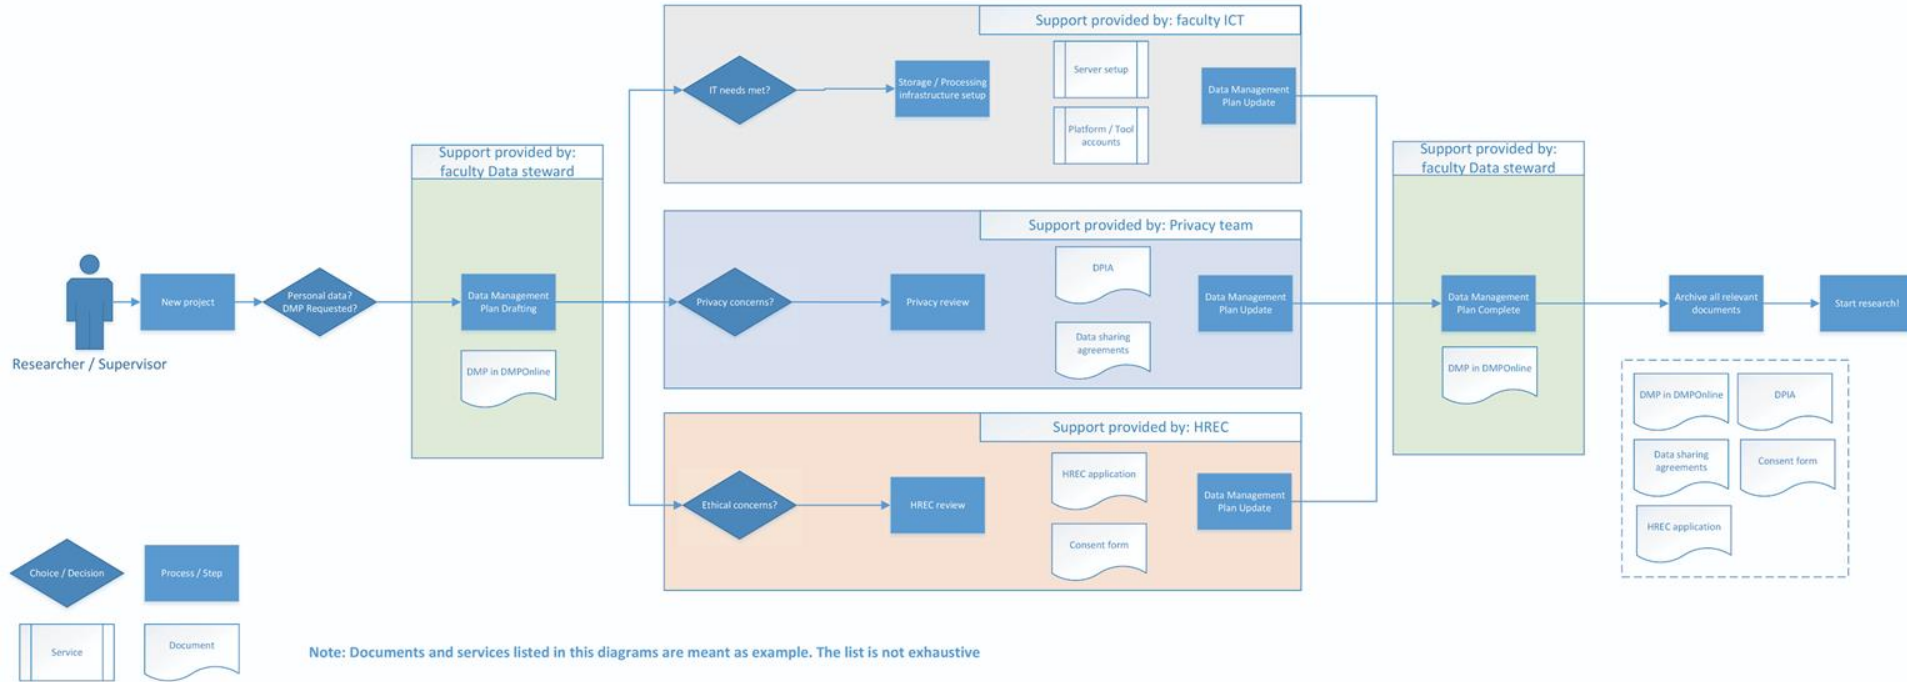 Support provided by: faculty ICT
IT needs met?
Storage / Processing
infrastructure setup
Server setup
Platform / Tool
accounts
Data Management
Plan Update
Support provided by:
faculty Data steward
Researcher / Supervisor
New project
Personal data?
DMP Requested?
Data Management
Plan Drafting
DMP in DMPOnline
Support provided by: Privacy team
Privacy concerns?
Privacy review
DPIA
Data sharing
agreements
Data Management
Plan Update
Support provided by: HREC
Ethical concerns?
HREC review
HREC application
Consent form
Data Management
Plan Update
Support provided by:
faculty Data steward
Data Management
Plan Complete
DMP in DMPOnline
Archive all relevant
documents
Start research!
DMP in DMPOnline
DPIA
Data sharing
agreements
Consent form
HREC application
Choice / Decision
Process / Step
Service
Document
Note: Documents and services listed in this diagrams are meant as example. The list is not exhaustive